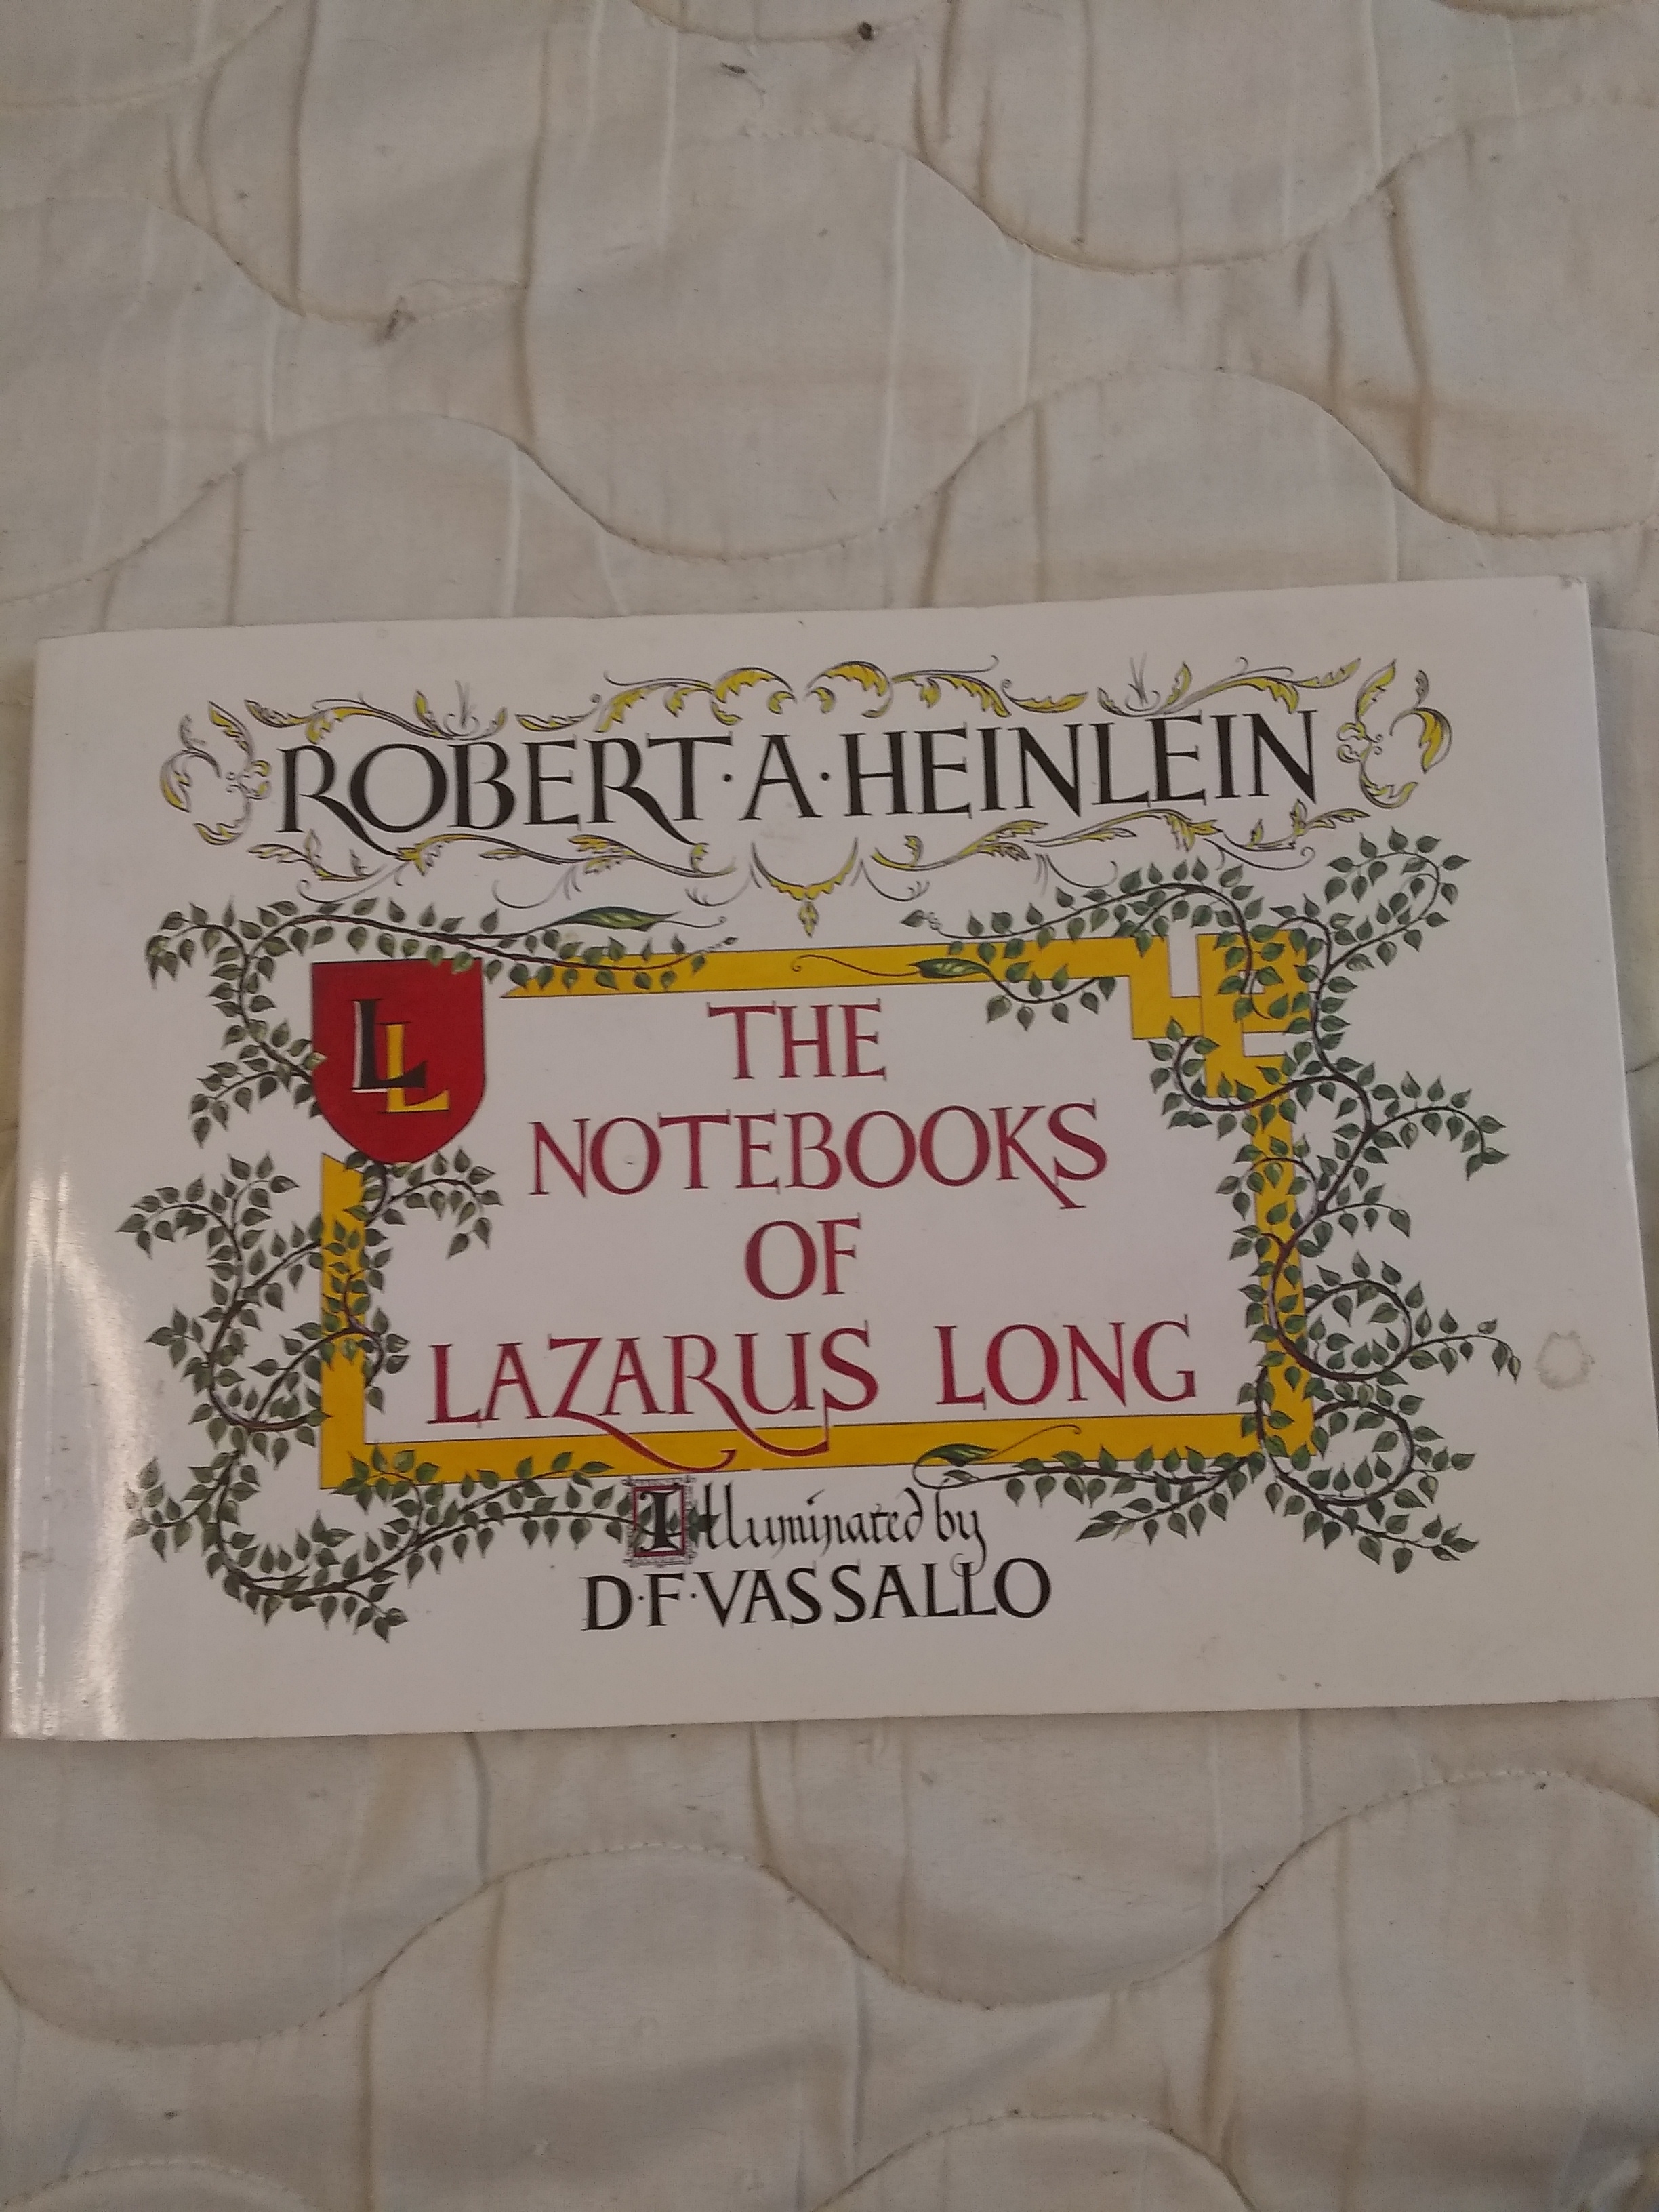 ROBERT·A·HEINLEIN
LL
THE
NOTEBOOKS
OF
LAZARUS LONG
Illuminated by
D·F·VASSALLO